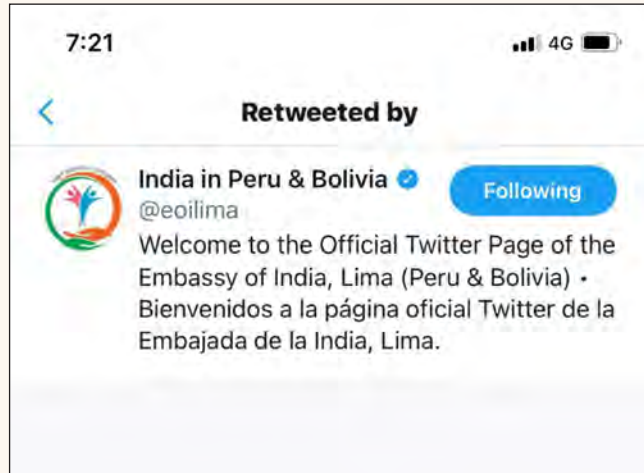 7:21
4G
Retweeted by
India in Peru & Bolivia
Following
@eoilima
Welcome to the Official Twitter Page of the
Embassy of India, Lima (Peru & Bolivia) •
Bienvenidos a la página oficial Twitter de la
Embajada de la India, Lima.